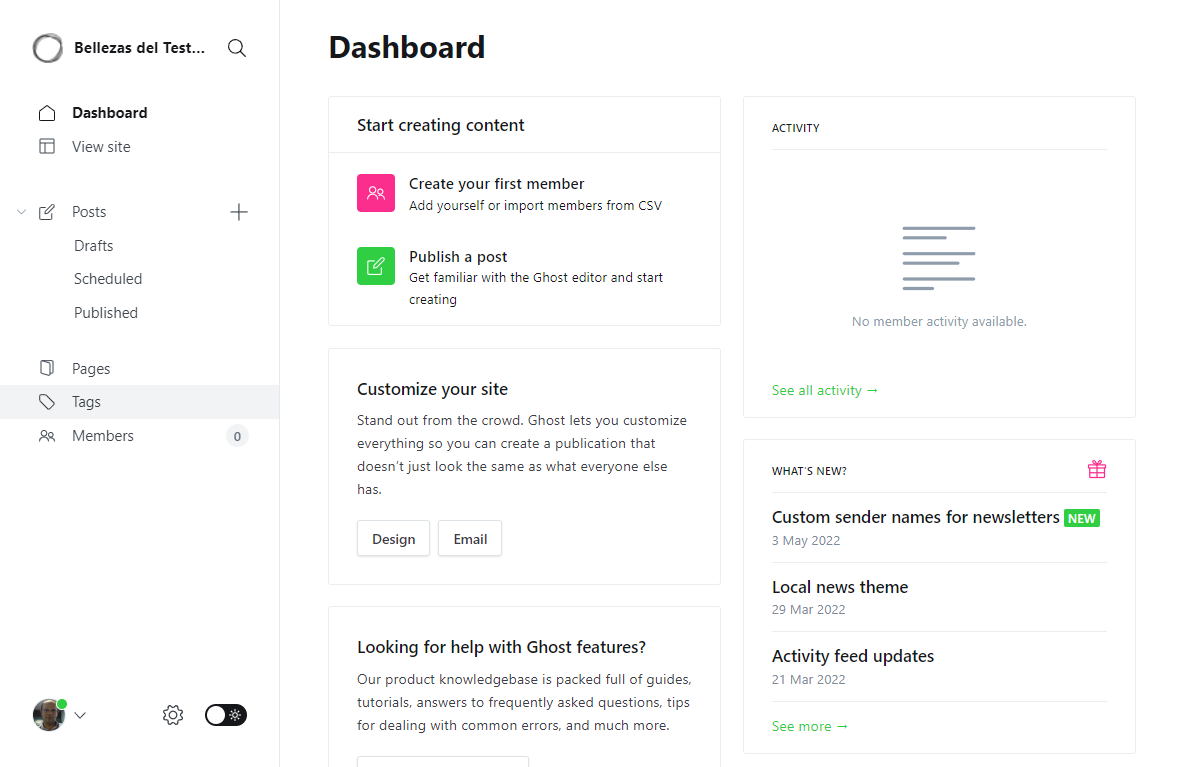 Bellezas del Test...
Dashboard
View site
Posts
Drafts
Scheduled
Published
Pages
Tags
Members 0
Dashboard
Start creating content
Create your first member
Add yourself or import members from CSV
Publish a post
Get familiar with the Ghost editor and start
creating
Customize your site
Stand out from the crowd. Ghost lets you customize
everything so you can create a publication that
doesn’t just look the same as what everyone else
has.
Design Email
Looking for help with Ghost features?
Our product knowledgebase is packed full of guides,
tutorials, answers to frequently asked questions, tips
for dealing with common errors, and much more.
ACTIVITY
No member activity available.
See all activity →
WHAT'S NEW?
Custom sender names for newsletters NEW
3 May 2022
Local news theme
29 Mar 2022
Activity feed updates
21 Mar 2022
See more →